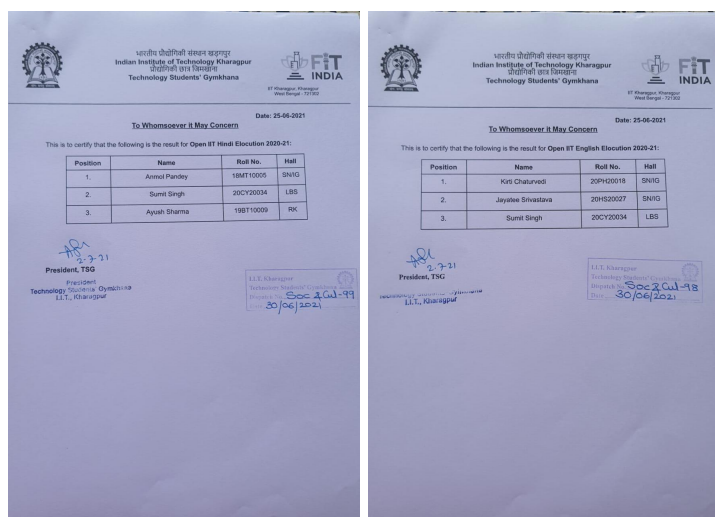 भारतीय प्रौद्योगिकी संस्थान खड़गपुर
Indian Institute of Technology Kharagpur
प्रौद्योगिकी छात्र जिमखाना
Technology Students' Gymkhana
FIT
INDIA
IIT Kharagpur, Kharagpur
West Bengal - 721302
Date: 25-06-2021
To Whomsoever it May Concern
This is to certify that the following is the result for Open IIT Hindi Elocution 2020-21:
Position Name Roll No. Hall
1. Anmol Pandey 18MT10005 SN/IG
2. Sumit Singh 20CY20034 LBS
3. Ayush Sharma 19BT10009 RK
2.7.21
President, TSG
President
Technology Students' Gymkhana
I.I.T., Kharagpur
I.I.T. Kharagpur
Technology Students' Gymkhana
Dispatch No. Soc & Cul-99
Date 30/06/2021
भारतीय प्रौद्योगिकी संस्थान खड़गपुर
Indian Institute of Technology Kharagpur
प्रौद्योगिकी छात्र जिमखाना
Technology Students' Gymkhana
FIT
INDIA
IIT Kharagpur, Kharagpur
West Bengal - 721302
Date: 25-06-2021
To Whomsoever it May Concern
This is to certify that the following is the result for Open IIT English Elocution 2020-21:
Position Name Roll No. Hall
1. Kirti Chaturvedi 20PH20018 SN/IG
2. Jayatee Srivastava 20HS20027 SN/IG
3. Sumit Singh 20CY20034 LBS
2.7.21
President, TSG
I.I.T., Kharagpur
I.I.T. Kharagpur
Technology Students' Gymkhana
Dispatch No. Soc & Cul-98
Date 30/06/2021